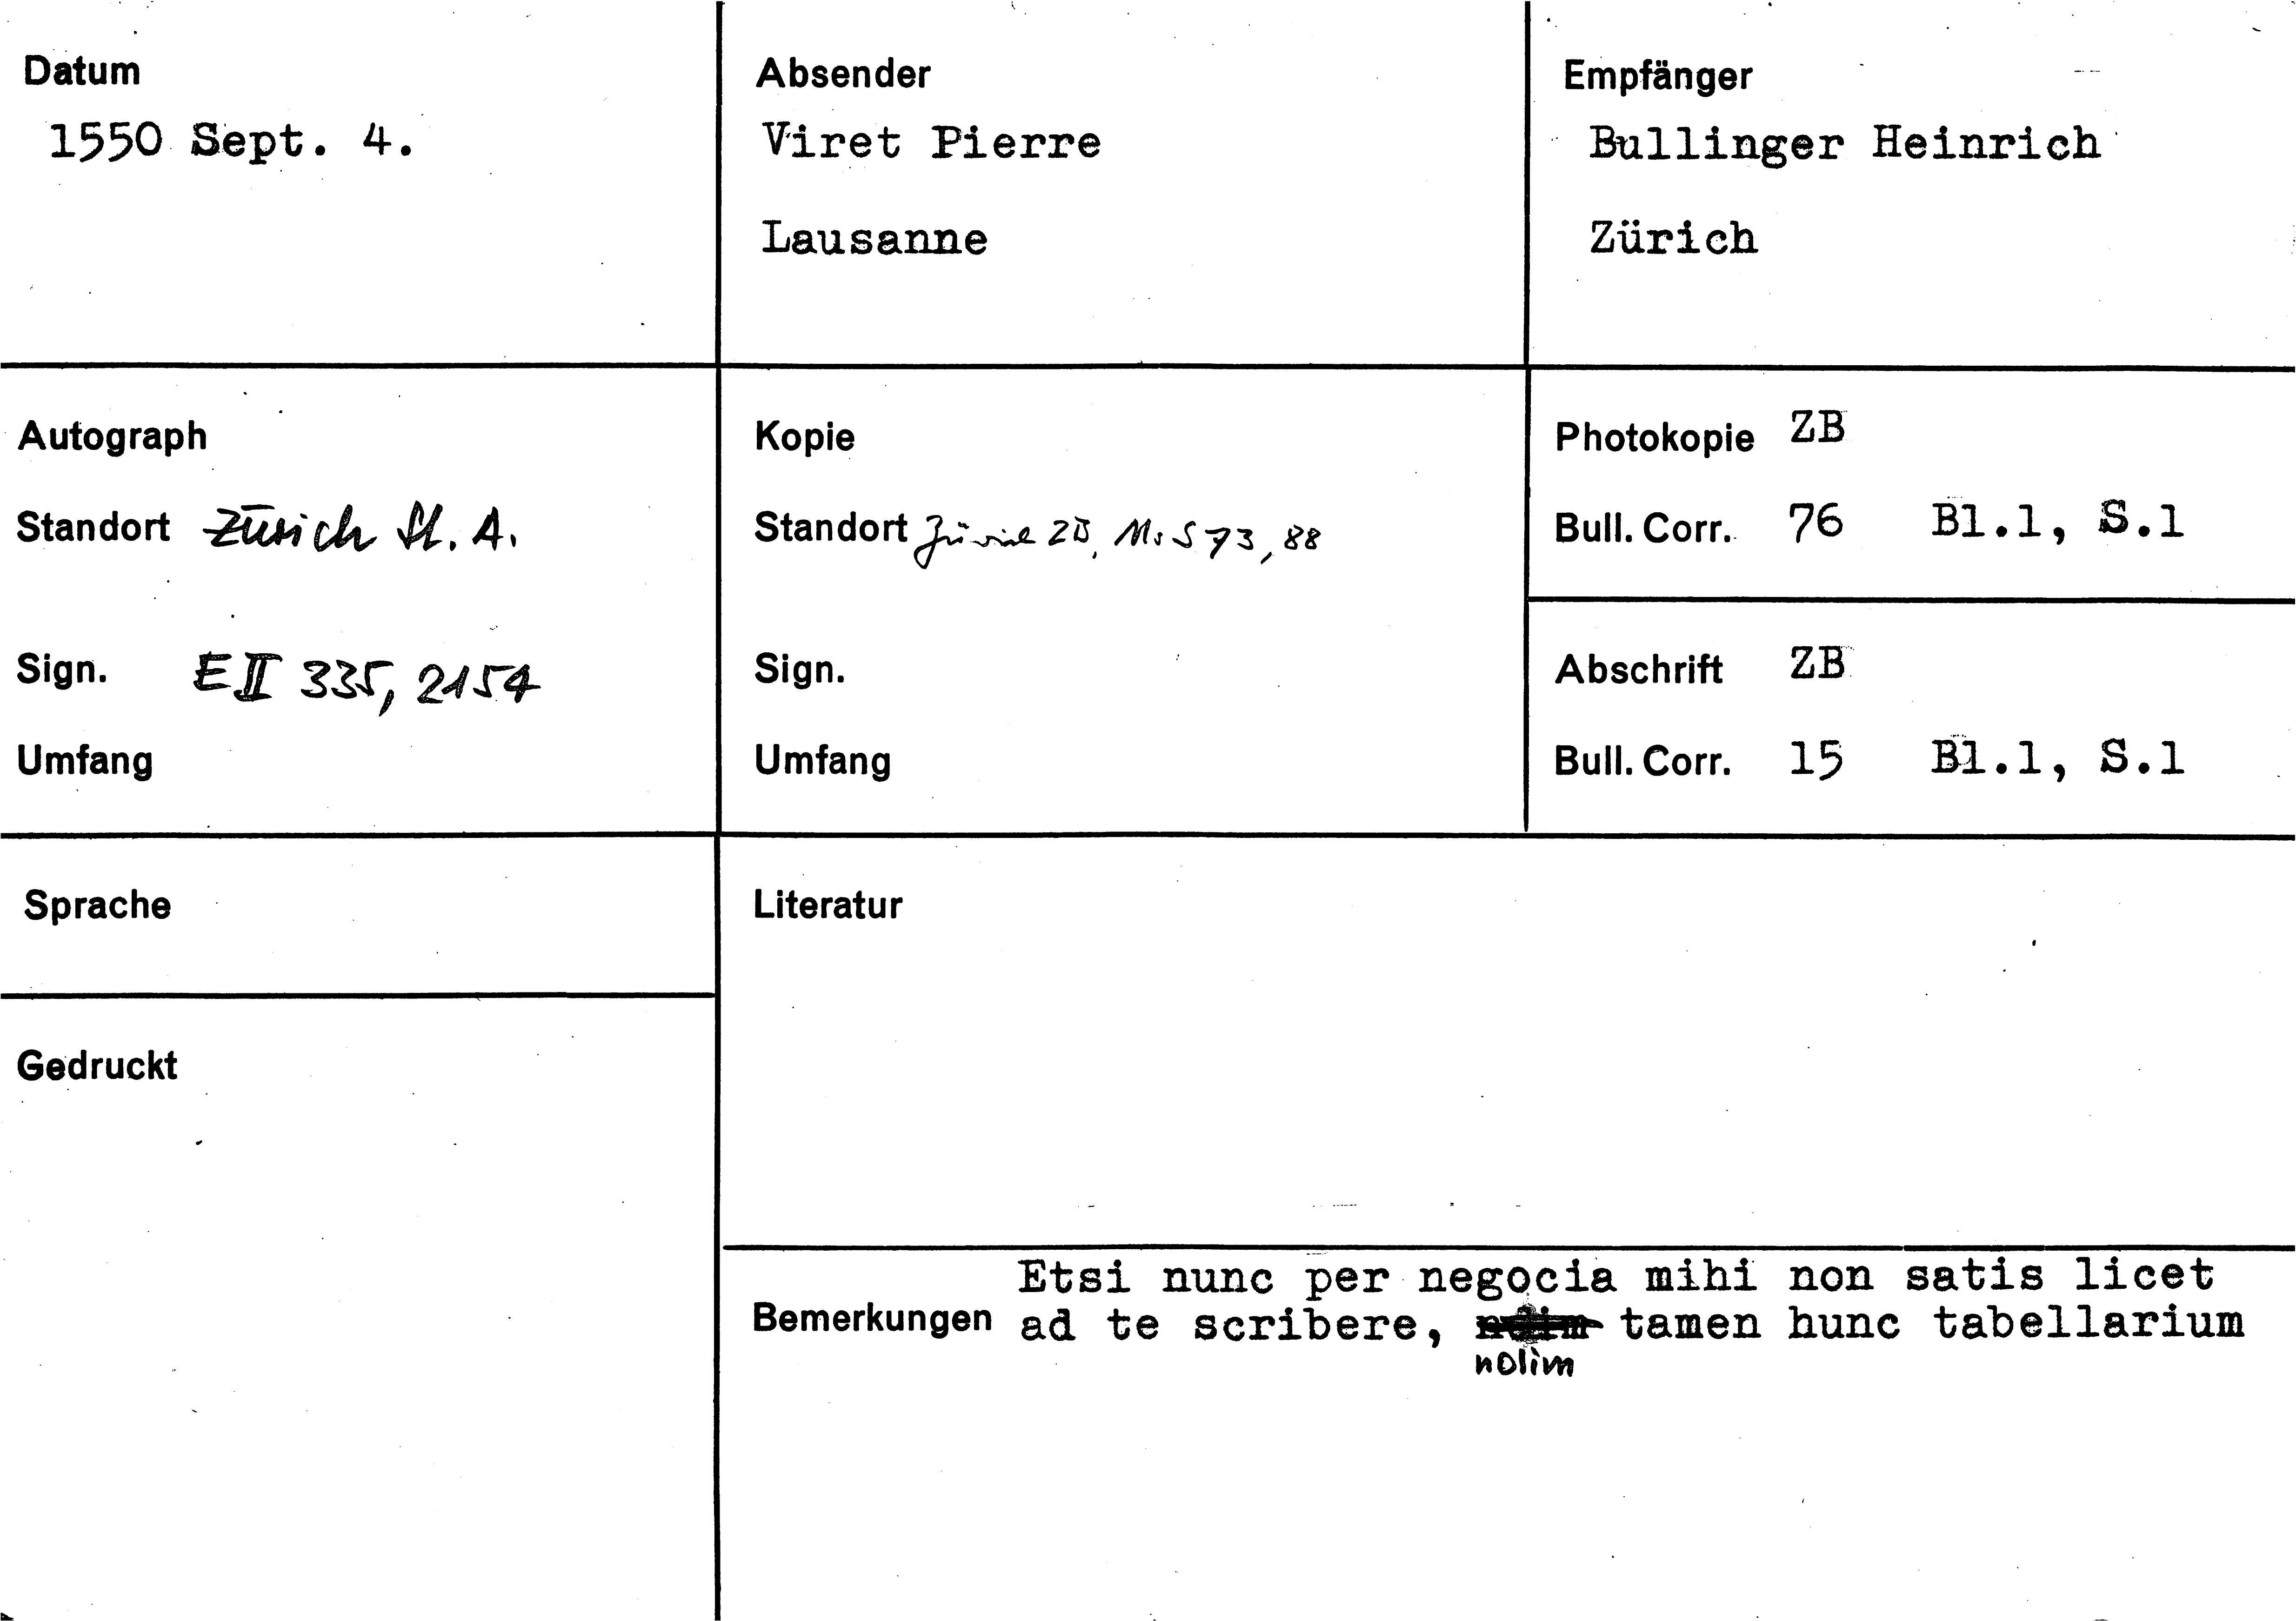 Datum
1550 Sept. 4.
Absender
Viret Pierre
Lausanne
Empfänger
Bullinger Heinrich
Zürich
Autograph
Standort Zürich St. A.
Sign. E II 335, 2154
Umfang
Kopie
Standort Zürich ZB, Ms S 73, 88
Sign.
Umfang
Photokopie ZB
Bull. Corr. 76 Bl.1, S.1
Abschrift ZB
Bull. Corr. 15 Bl.1, S.1
Sprache
Gedruckt
Literatur
Bemerkungen
Etsi nunc per negocia mihi non satis licet
ad te scribere, tamen hunc tabellarium
nolim